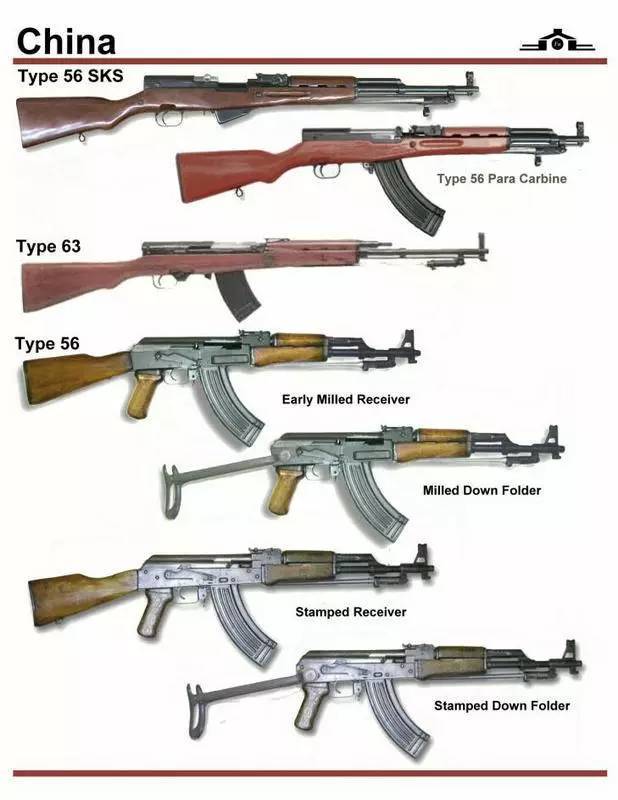 China
Type 56 SKS
Type 56 Para Carbine
Type 63
Type 56
Early Milled Receiver
Milled Down Folder
Stamped Receiver
Stamped Down Folder